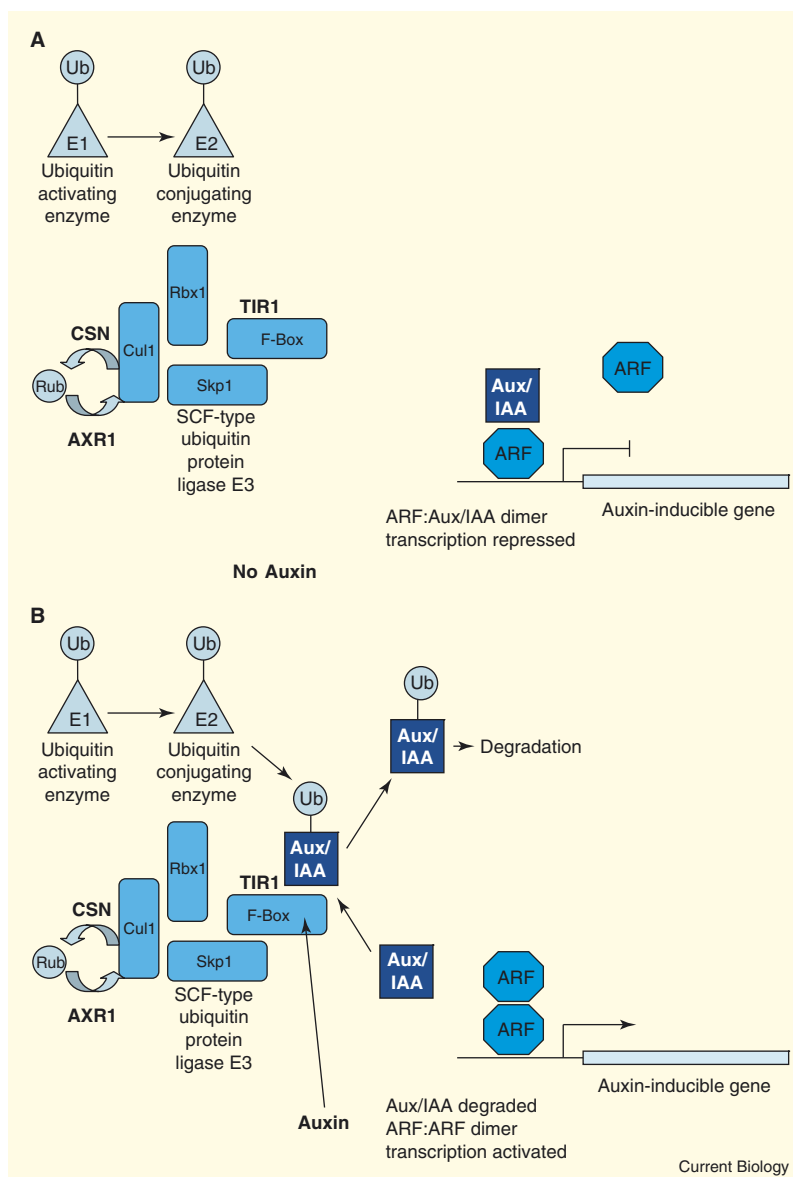 A
Ub
Ub
E1
E2
Ubiquitin
activating
enzyme
Ubiquitin
conjugating
enzyme
Rbx1
TIR1
F-Box
CSN
Cul1
Rub
Skp1
AXR1
SCF-type
ubiquitin
protein
ligase E3
Aux/
IAA
ARF
ARF
Auxin-inducible gene
ARF:Aux/IAA dimer
transcription repressed
No Auxin
B
Ub
Ub
E1
E2
Ubiquitin
activating
enzyme
Ubiquitin
conjugating
enzyme
Ub
Aux/
IAA
Degradation
Ub
Aux/
IAA
Rbx1
TIR1
F-Box
CSN
Cul1
Rub
Skp1
AXR1
SCF-type
ubiquitin
protein
ligase E3
Aux/
IAA
ARF
ARF
Auxin-inducible gene
Auxin
Aux/IAA degraded
ARF:ARF dimer
transcription activated
Current Biology